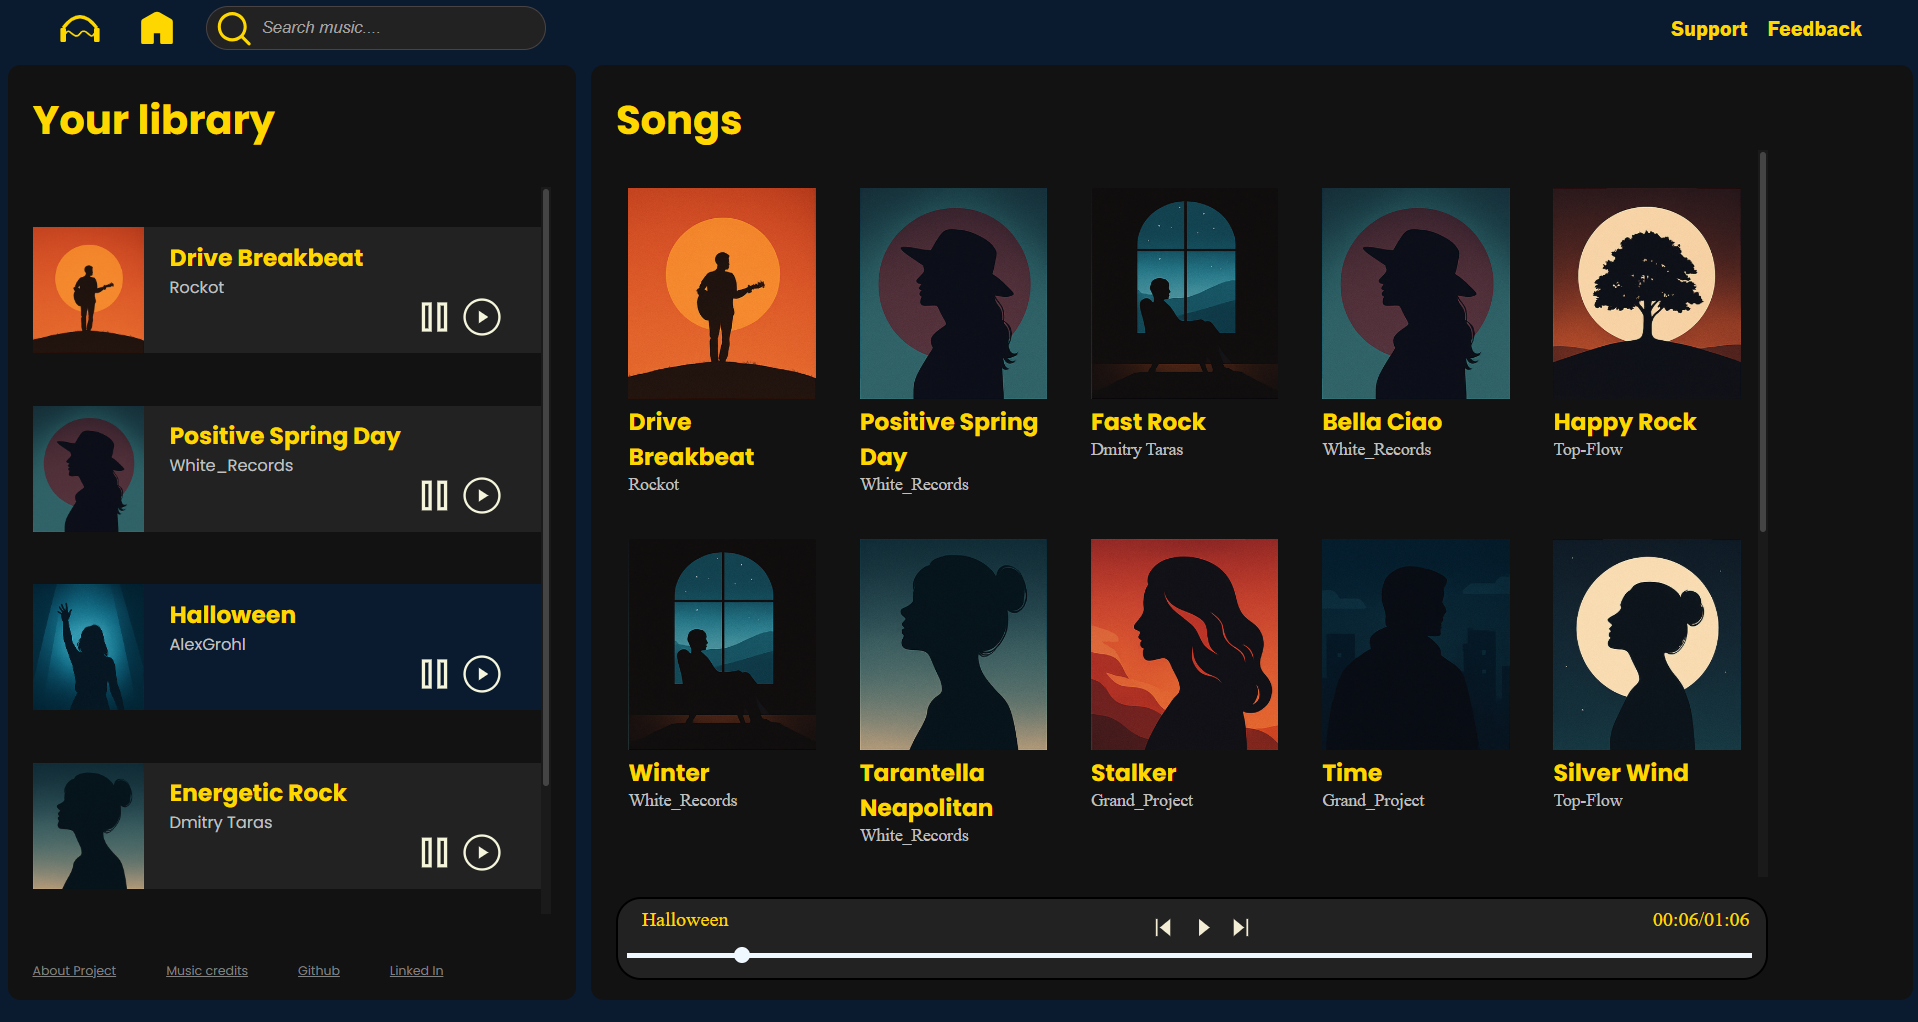 Search music....
Support
Feedback
Your library
Drive Breakbeat
Rockot
Positive Spring Day
White_Records
Halloween
AlexGrohl
Energetic Rock
Dmitry Taras
About Project
Music credits
Github
Linked In
Songs
Drive
Breakbeat
Rockot
Positive Spring
Day
White_Records
Fast Rock
Dmitry Taras
Bella Ciao
White_Records
Happy Rock
Top-Flow
Winter
White_Records
Tarantella
Neapolitan
White_Records
Stalker
Grand_Project
Time
Grand_Project
Silver Wind
Top-Flow
Halloween
00:06/01:06